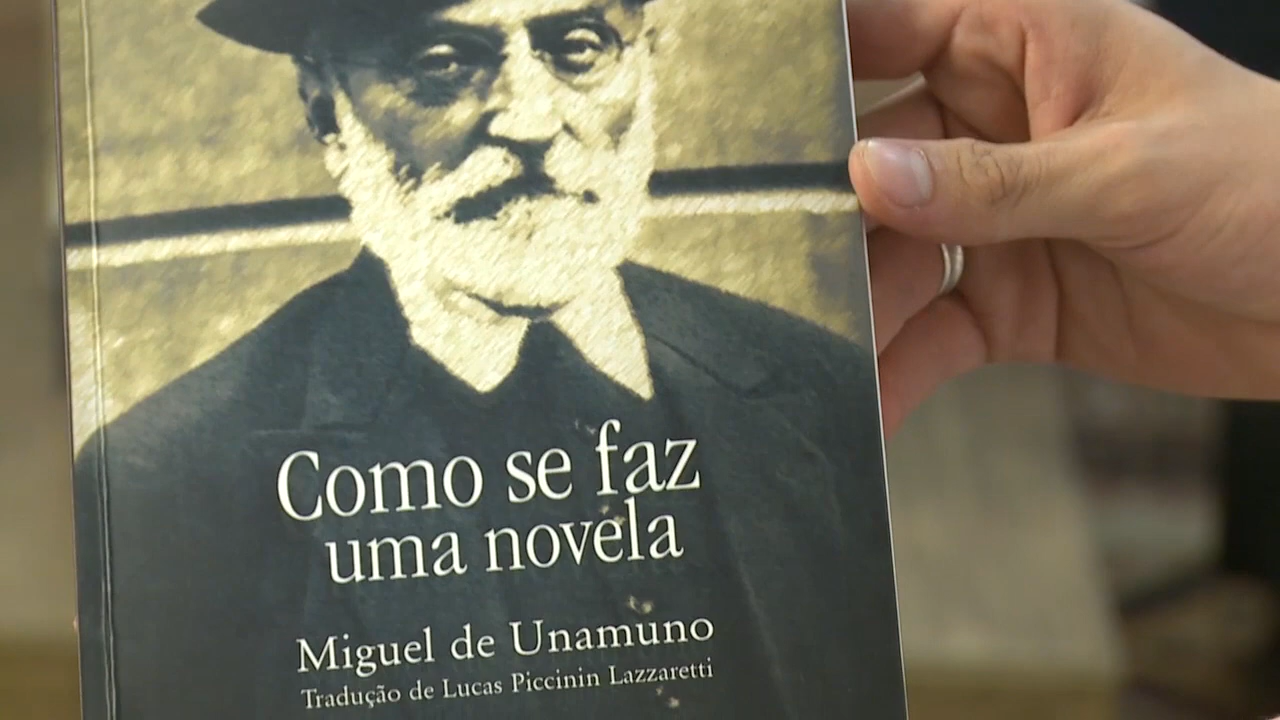 Como se faz
uma novela
Miguel de Unamuno
Tradução de Lucas Piccinin Lazzaretti